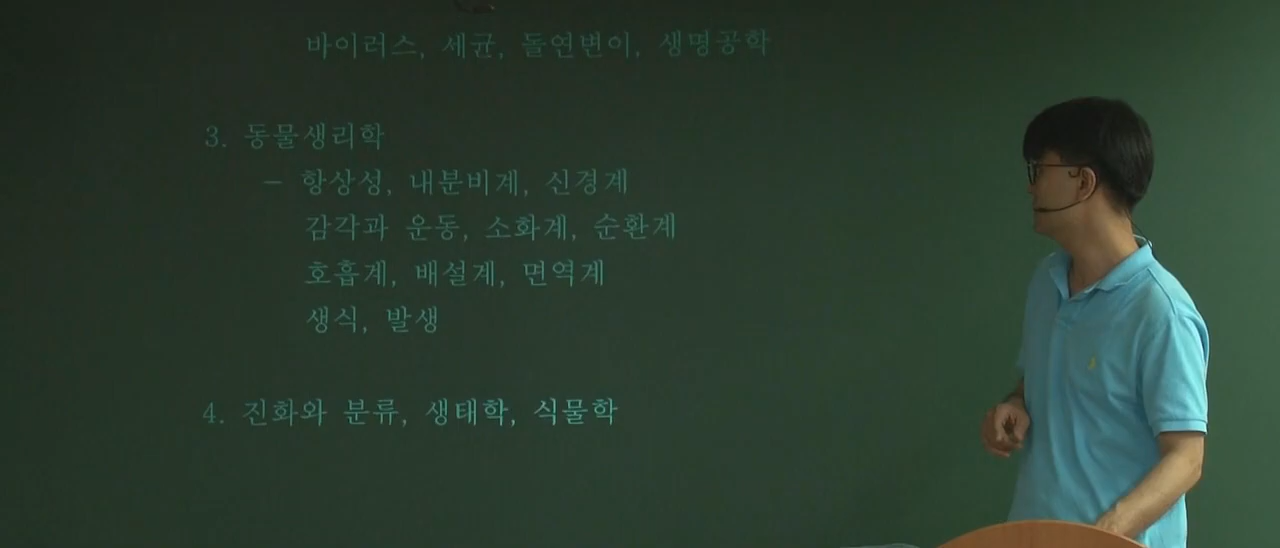 바이러스, 세균, 돌연변이, 생명공학
3. 동물생리학
- 항상성, 내분비계, 신경계
감각과 운동, 소화계, 순환계
호흡계, 배설계, 면역계
생식, 발생
4. 진화와 분류, 생태학, 식물학